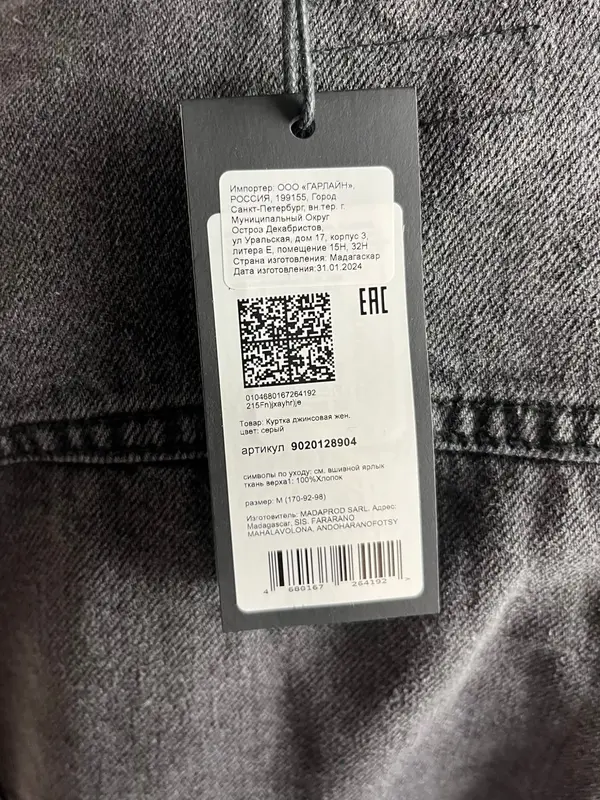 Импортер: ООО «ГАРЛАЙН»,
РОССИЯ, 199155, Город
Санкт-Петербург, вн.тер. г.
Муниципальный Округ
Остров Декабристов,
ул Уральская, дом 17, корпус 3,
литера Е, помещение 15Н, 32Н
Страна изготовления: Мадагаскар
Дата изготовления:31.01.2024
EAC
0104680167264192
215Fn)jxayhr)je
Товар: Куртка джинсовая жен.
цвет: серый
артикул 9020128904
символы по уходу: см. вшивной ярлык
ткань верха1: 100%Хлопок
размер: M (170-92-98)
Изготовитель: MADAPROD SARL. Адрес:
Madagascar, SIS. FARARANO
MAHALAVOLONA, ANDOHARANOFOTSY
4 680167 264192 >